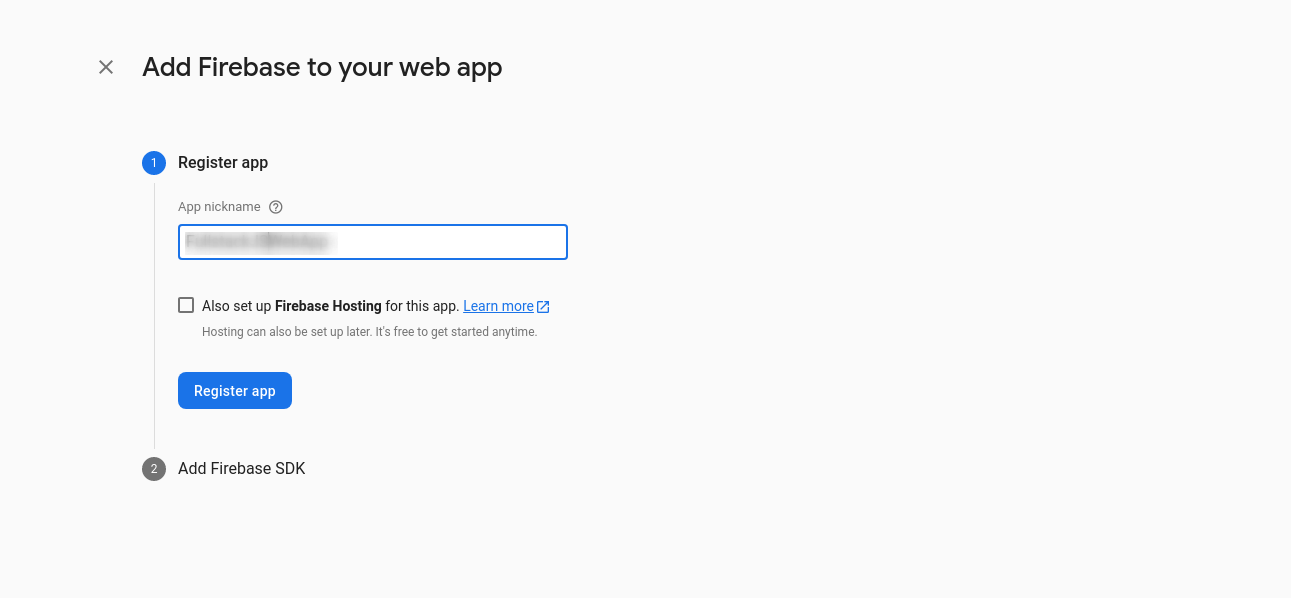 Add Firebase to your web app
1 Register app
App nickname ?
Also set up Firebase Hosting for this app. Learn more
Hosting can also be set up later. It's free to get started anytime.
Register app
2 Add Firebase SDK